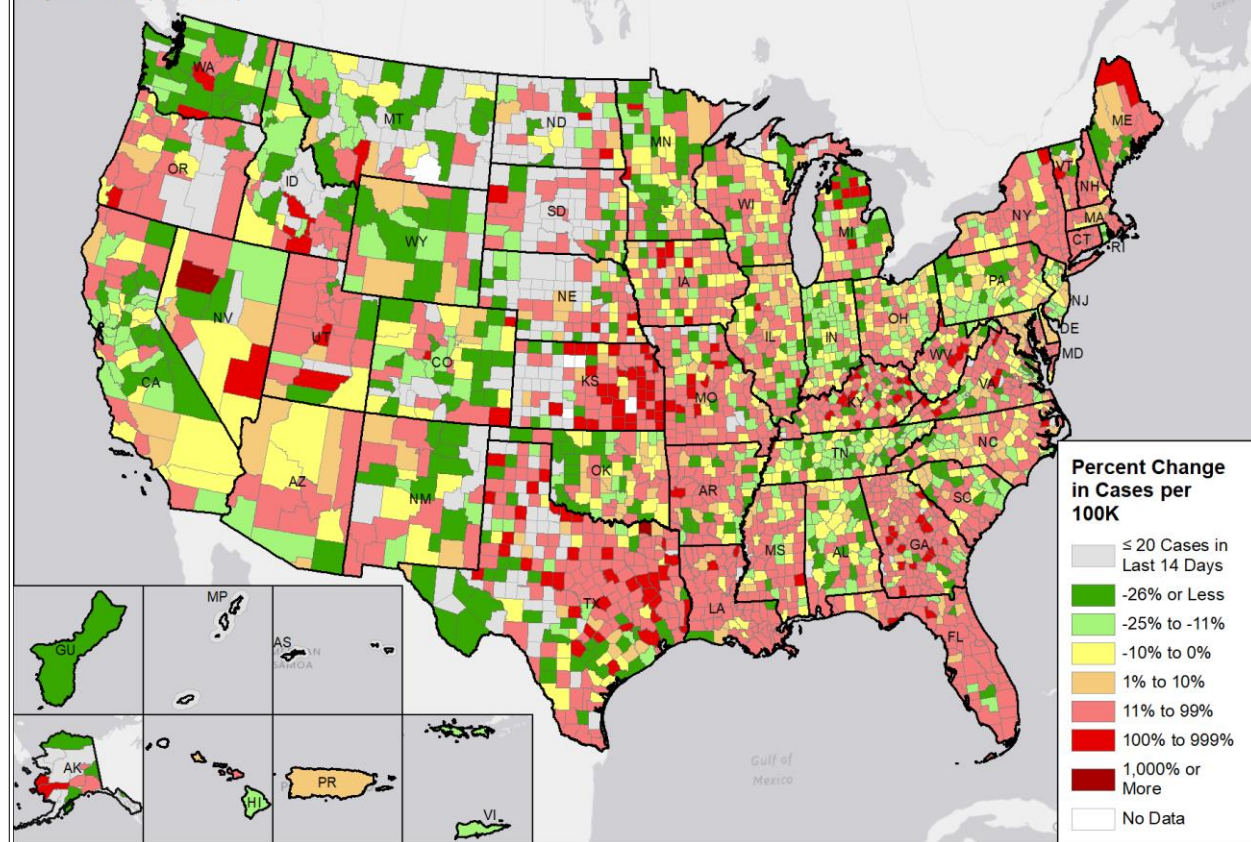 WA
MT
ND
MN
ME
OR
ID
SD
WI
VT
NH
NY
MA
CT
RI
WY
MI
IA
NE
PA
NJ
NV
UT
CO
IL
IN
OH
DE
MD
WV
VA
CA
KS
MO
KY
NC
TN
OK
AR
SC
AZ
NM
MS
AL
GA
TX
LA
FL
Gulf of
Mexico
GU
MP
AS
SAMOA
AK
HI
PR
VI
Percent Change
in Cases per
100K
≤ 20 Cases in
Last 14 Days
-26% or Less
-25% to -11%
-10% to 0%
1% to 10%
11% to 99%
100% to 999%
1,000% or
More
No Data